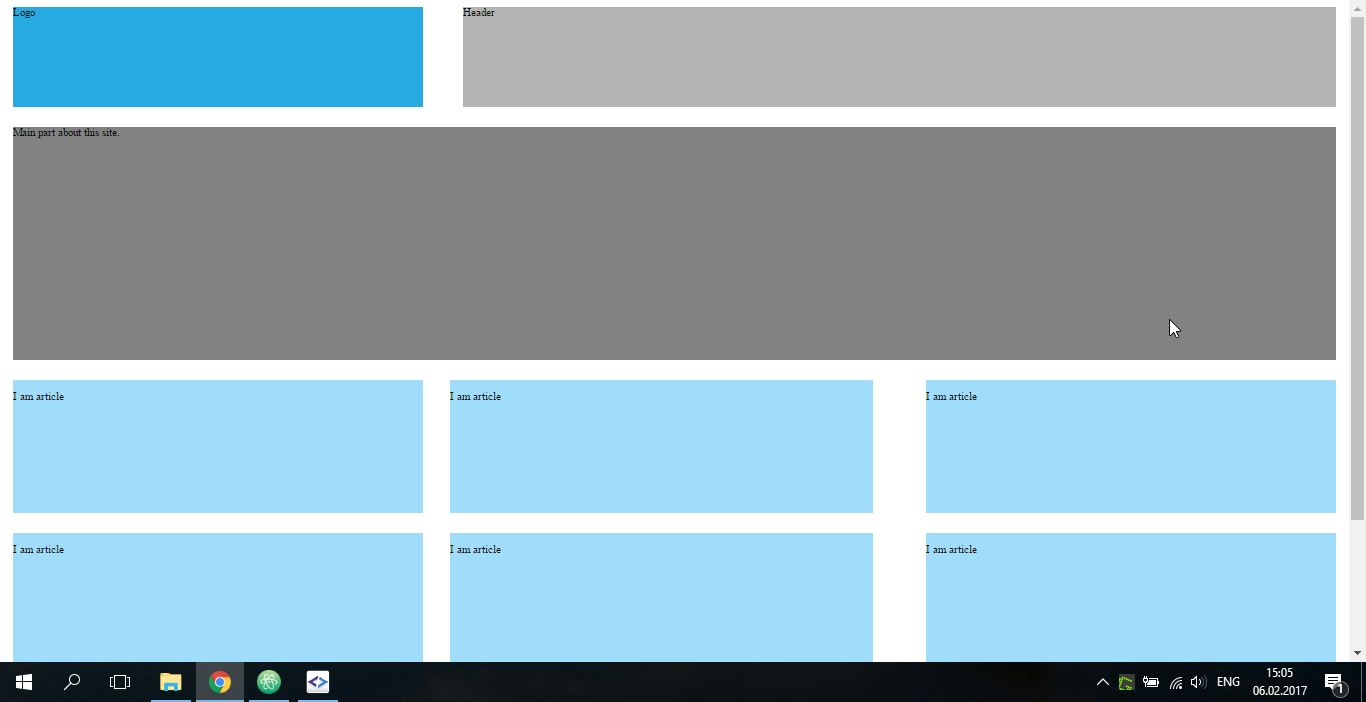 Logo
Header
Main part about this site.
I am article
I am article
I am article
I am article
I am article
I am article
ENG
15:05
06.02.2017
1